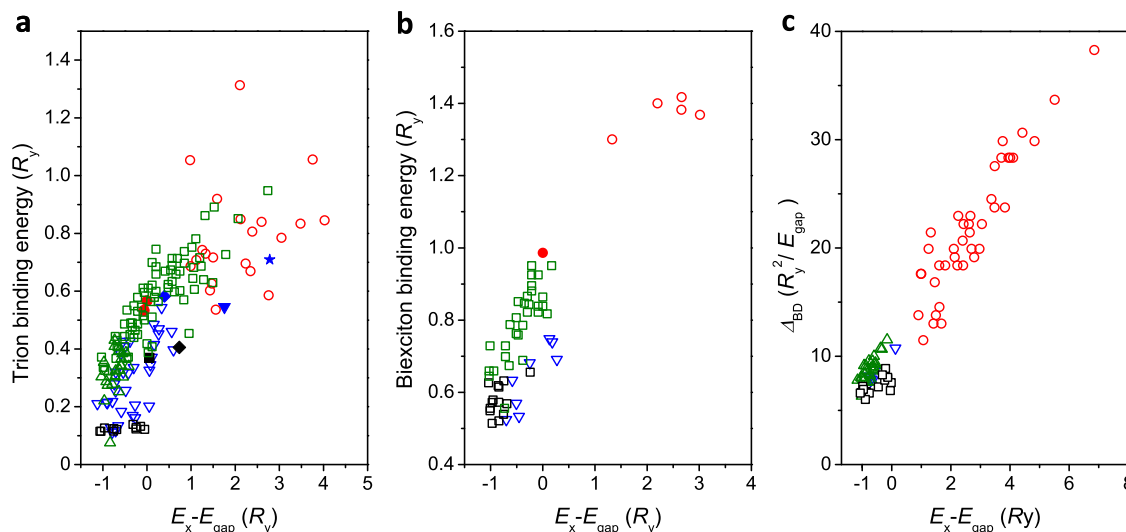 a
Trion binding energy (Ry)
1.4
1.2
1.0
0.8
0.6
0.4
0.2
0
-1 0 1 2 3 4 5
Ex-Egap (Ry)
b
Biexciton binding energy (Ry)
1.6
1.4
1.2
1.0
0.8
0.6
0.4
-1 0 1 2 3 4
Ex-Egap (Ry)
c
ΔBD (Ry²/Egap)
40
30
20
10
0
0 2 4 6 8
Ex-Egap (Ry)